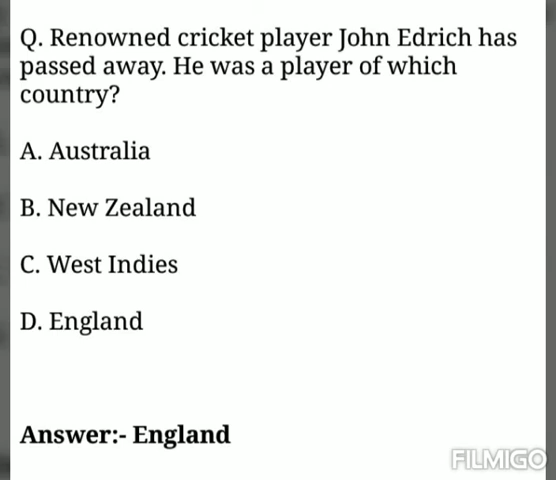 Q. Renowned cricket player John Edrich has
passed away. He was a player of which
country?
A. Australia
B. New Zealand
C. West Indies
D. England
Answer:- England
FILMIGO